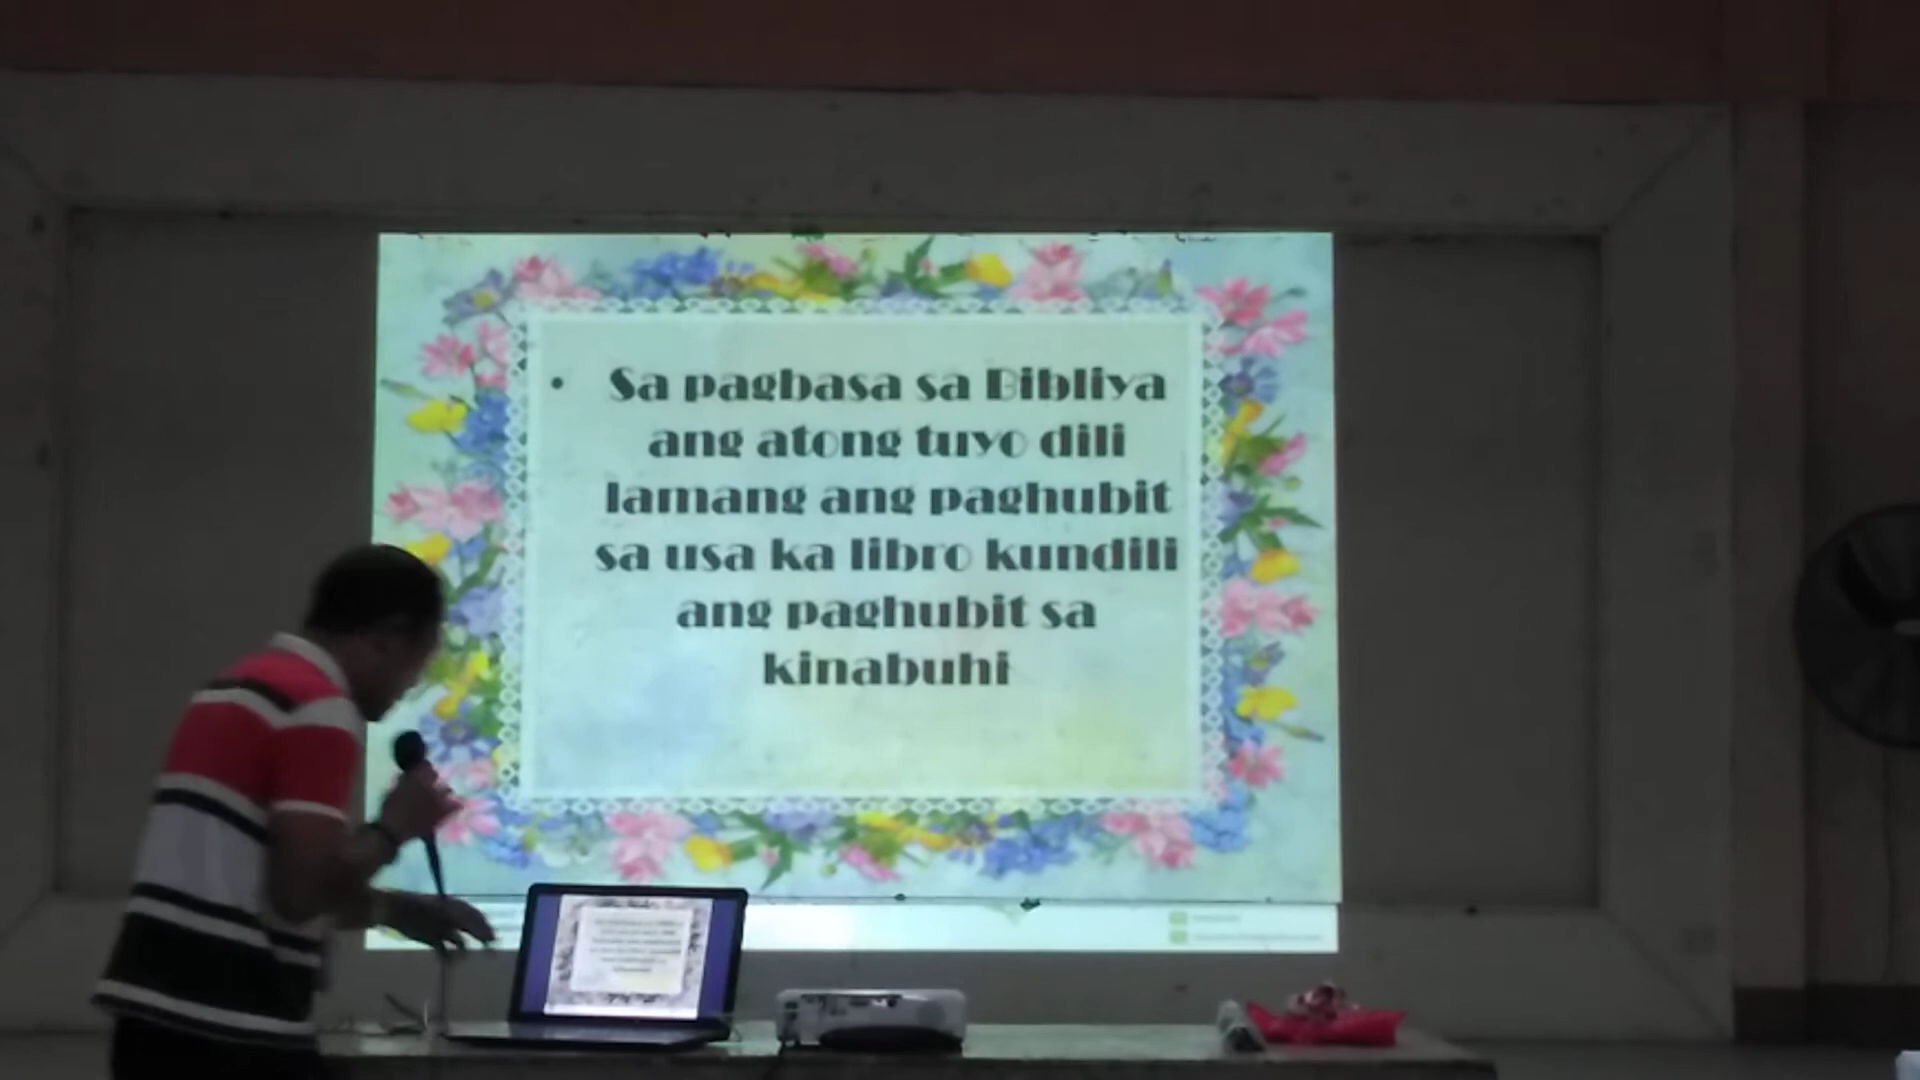 • Sa pagbasa sa Bibliya
ang atong tuyo dili
lamang ang paghubit
sa usa ka libro kundili
ang paghubit sa
kinabuhi